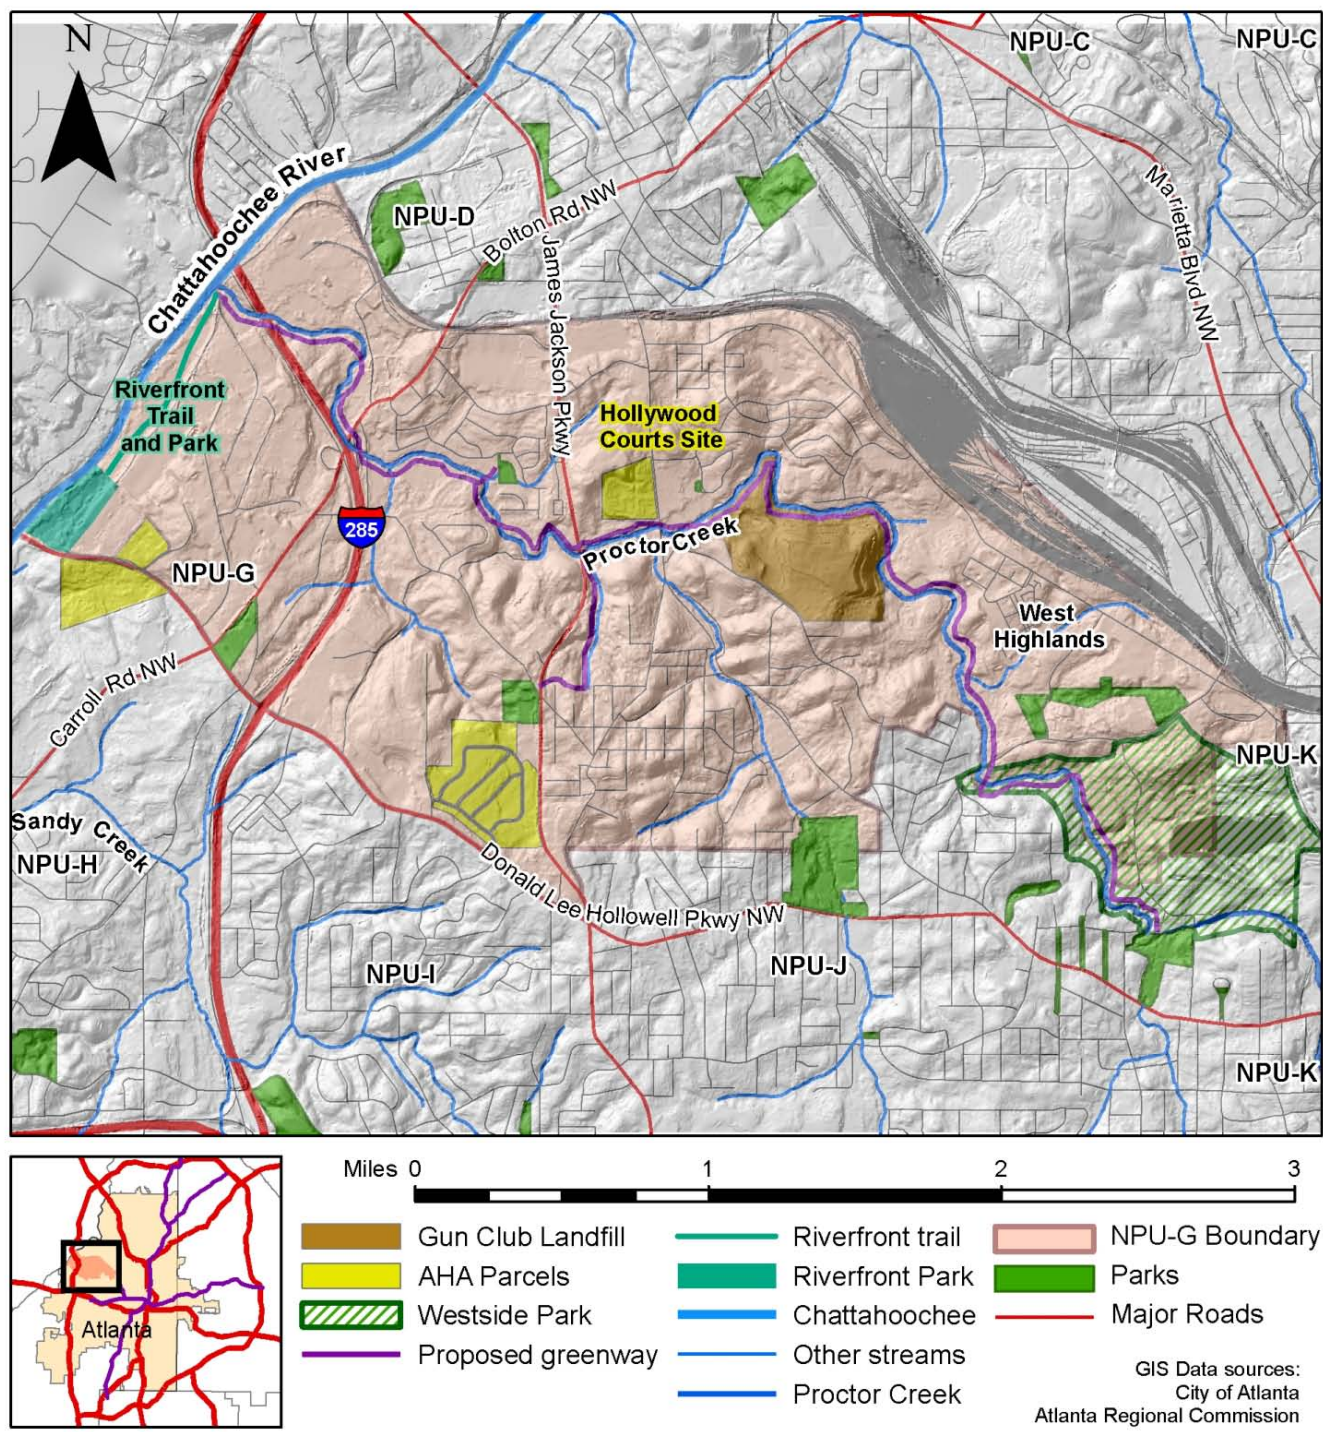 N
NPU-C
NPU-C
Chattahoochee River
NPU-D
Bolton Rd NW
James Jackson Pkwy
Marietta Blvd NW
Riverfront
Trail
and Park
Hollywood
Courts Site
285
Proctor Creek
NPU-G
West
Highlands
Carroll Rd NW
NPU-K
Sandy Creek
NPU-H
Donald Lee Hollowell Pkwy NW
NPU-I
NPU-J
NPU-K
Atlanta
Miles 0 1 2 3
Gun Club Landfill
AHA Parcels
Westside Park
Proposed greenway
Riverfront trail
Riverfront Park
Chattahoochee
Other streams
Proctor Creek
NPU-G Boundary
Parks
Major Roads
GIS Data sources:
City of Atlanta
Atlanta Regional Commission